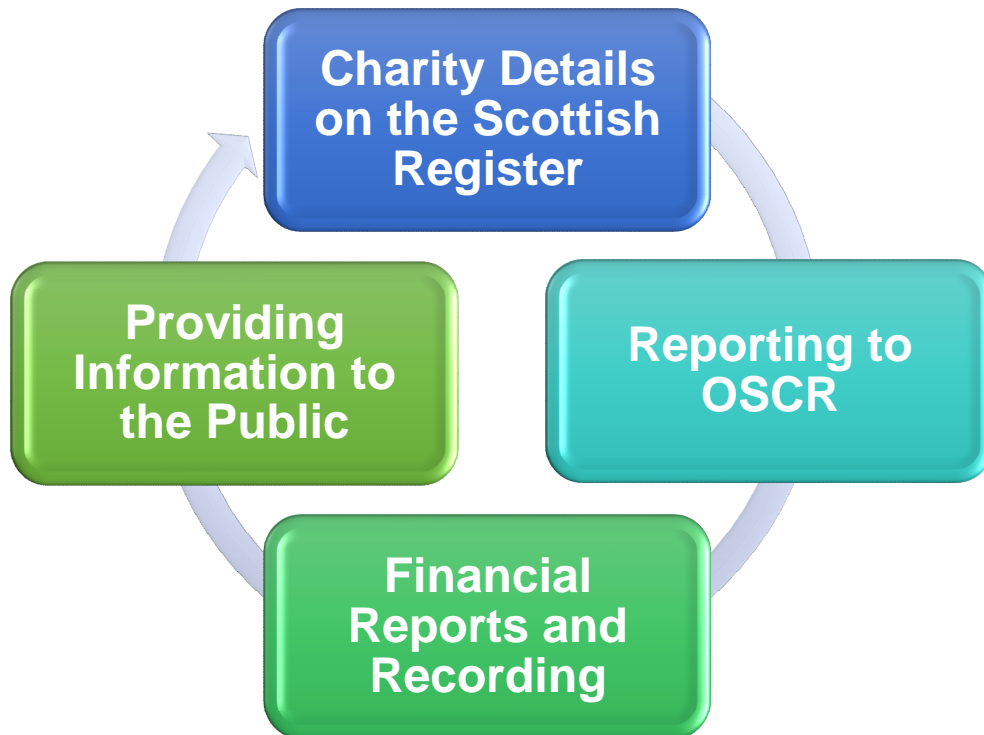 Charity Details
on the Scottish
Register
Reporting to
OSCR
Financial
Reports and
Recording
Providing
Information to
the Public